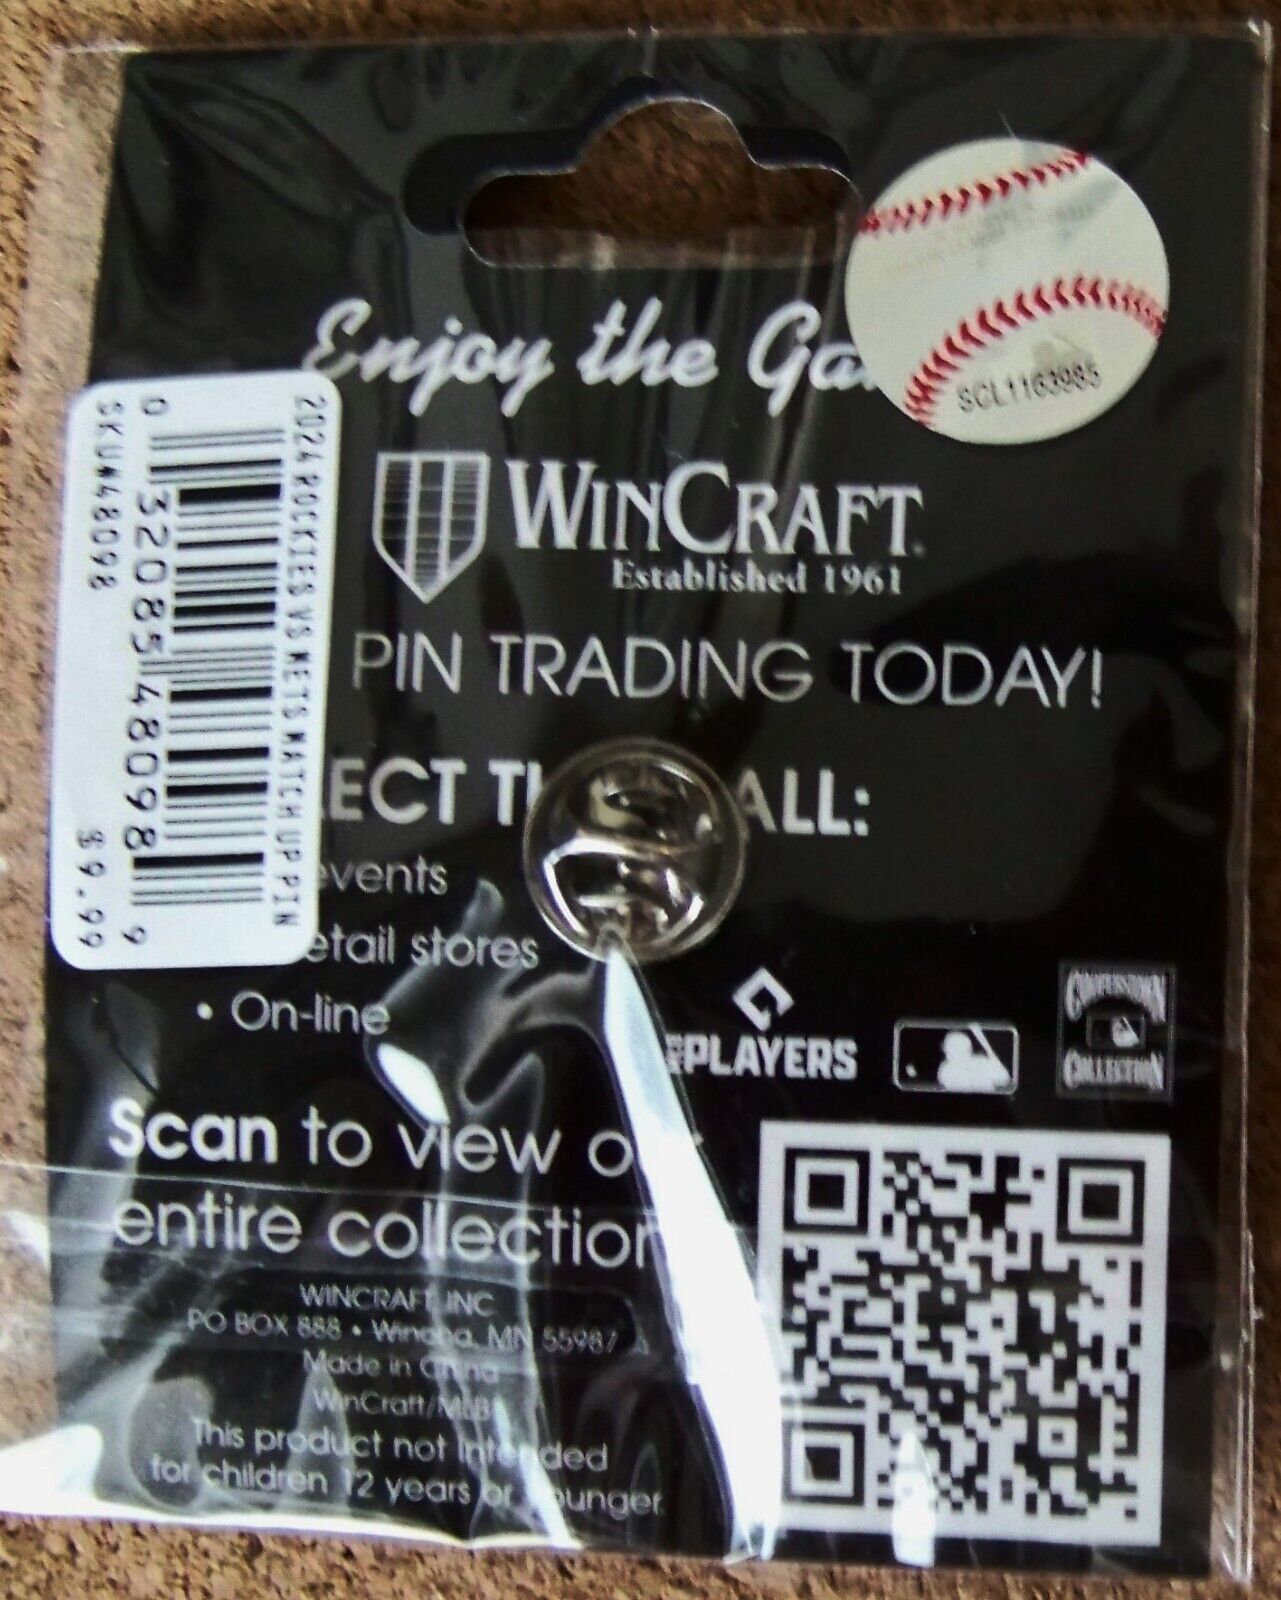 Enjoy the Ga
SCL1163985
WINCRAFT
Established 1961
PIN TRADING TODAY!
2024 ROCKIES VS METS MATCH UP PIN
0 32085 48098 9
SKU#48098
$9.99
LECT TH ALL:
events
etail stores
• On-line
PLAYERS
COOPERSTOWN
COLLECTION
Scan to view
entire collection
WINCRAFT INC
PO BOX 888 • Winona, MN 55987
Made in China
WinCraft/MLB
This product not intended
for children 12 years or younger.